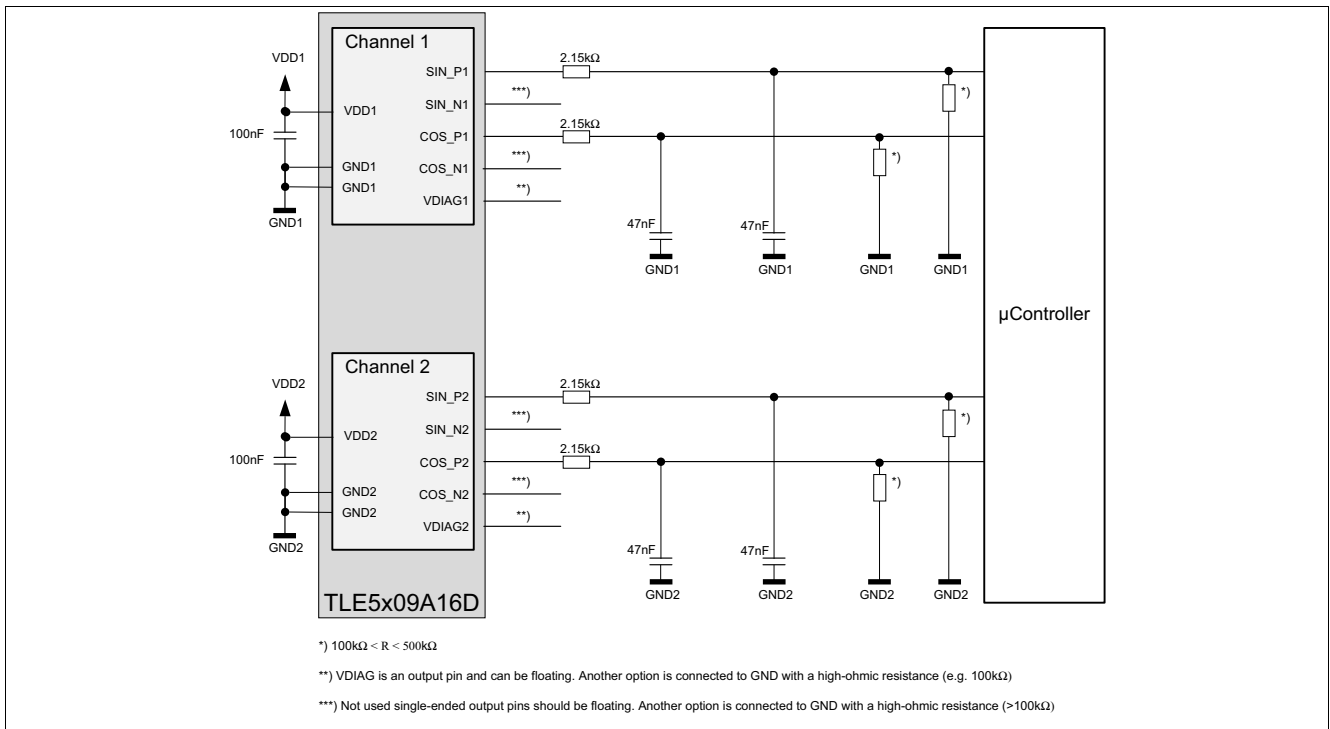 Channel 1
VDD1
SIN_P1
2.15kΩ
***)
SIN_N1
*)
VDD1
100nF
COS_P1
2.15kΩ
***)
*)
GND1
COS_N1
GND1
**)
VDIAG1
GND1
47nF
47nF
GND1
GND1
GND1
GND1
µController
Channel 2
VDD2
SIN_P2
2.15kΩ
***)
SIN_N2
*)
VDD2
100nF
COS_P2
2.15kΩ
***)
*)
GND2
COS_N2
GND2
**)
VDIAG2
GND2
47nF
47nF
GND2
GND2
GND2
GND2
TLE5x09A16D
*) 100kΩ < R < 500kΩ
**) VDIAG is an output pin and can be floating. Another option is connected to GND with a high-ohmic resistance (e.g. 100kΩ)
***) Not used single-ended output pins should be floating. Another option is connected to GND with a high-ohmic resistance (>100kΩ)